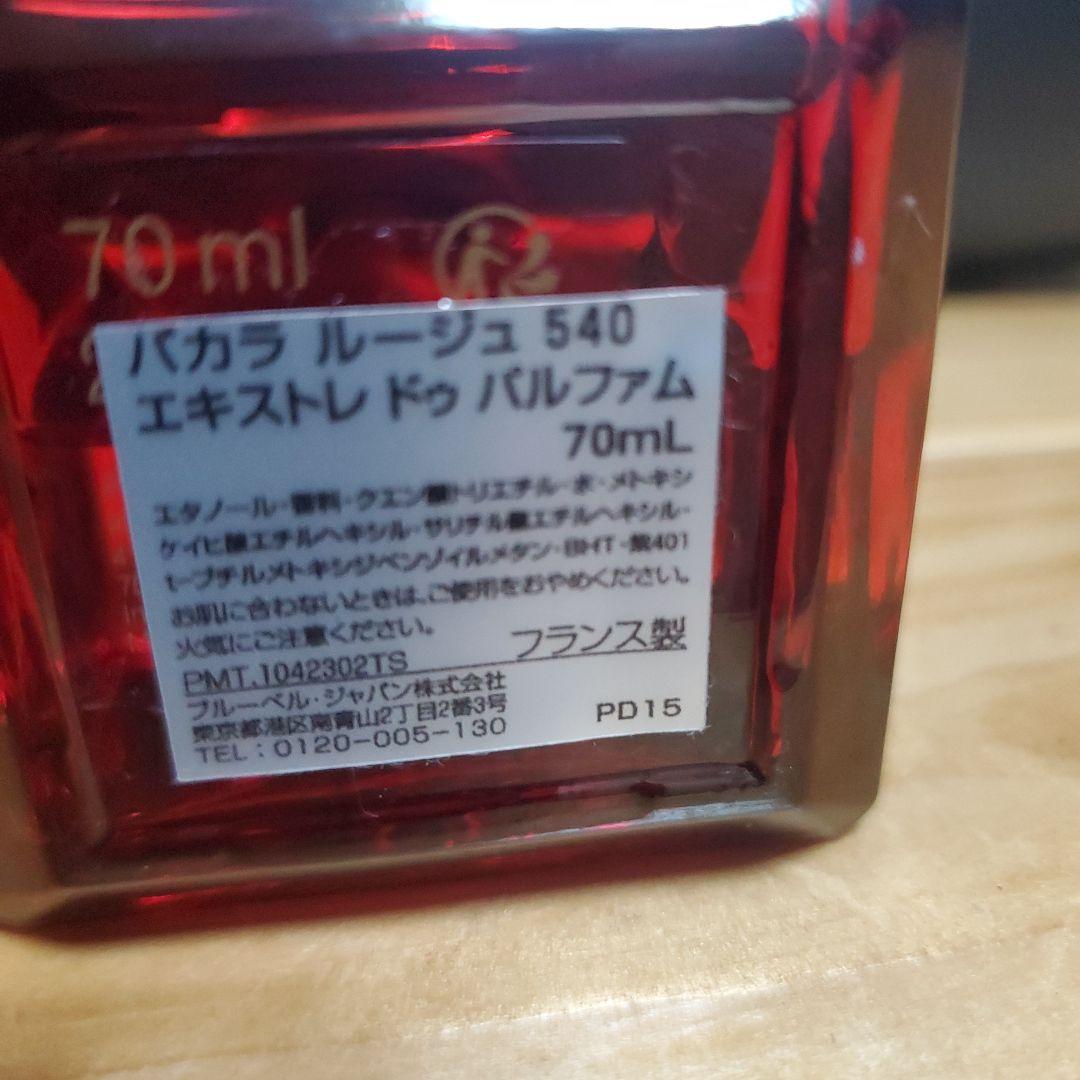 70 ml
バカラ ルージュ 540
エキストレ ドゥ パルファム
70mL
エタノール・香料・クエン酸トリエチル・水・メトキシ
ケイヒ酸エチルヘキシル・サリチル酸エチルヘキシル・
t-ブチルメトキシジベンゾイルメタン・BHT・紫401
お肌に合わないときは、ご使用をおやめください。
火気にご注意ください。
フランス製
PMT.1042302TS
ブルーベル・ジャパン株式会社
東京都港区南青山2丁目2番3号
TEL:0120-005-130
PD15